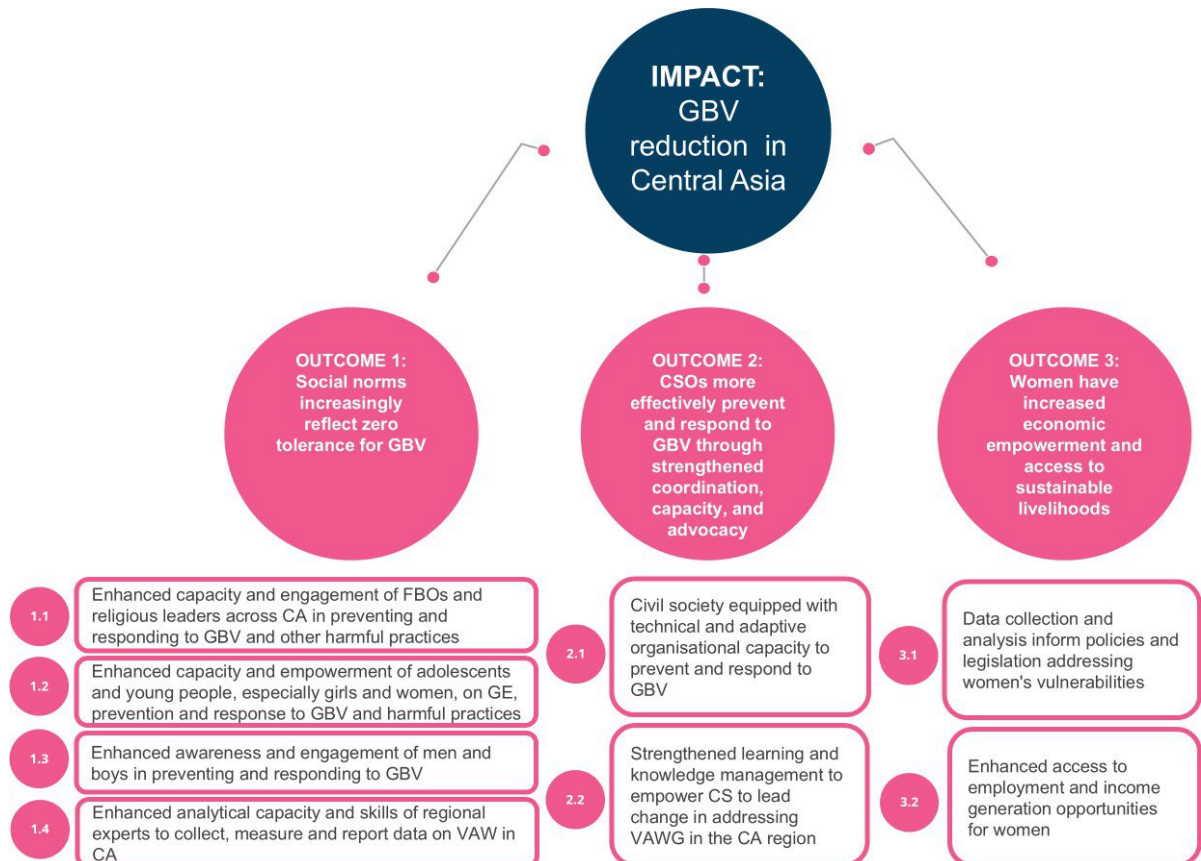 IMPACT:
GBV
reduction in
Central Asia
OUTCOME 1:
Social norms
increasingly
reflect zero
tolerance for GBV
OUTCOME 2:
CSOs more
effectively prevent
and respond to
GBV through
strengthened
coordination,
capacity, and
advocacy
OUTCOME 3:
Women have
increased
economic
empowerment and
access to
sustainable
livelihoods
1.1
Enhanced capacity and engagement of FBOs and
religious leaders across CA in preventing and
responding to GBV and other harmful practices
1.2
Enhanced capacity and empowerment of adolescents
and young people, especially girls and women, on GE,
prevention and response to GBV and harmful practices
1.3
Enhanced awareness and engagement of men and
boys in preventing and responding to GBV
1.4
Enhanced analytical capacity and skills of regional
experts to collect, measure and report data on VAW in
CA
2.1
Civil society equipped with
technical and adaptive
organisational capacity to
prevent and respond to
GBV
2.2
Strengthened learning and
knowledge management to
empower CS to lead
change in addressing
VAWG in the CA region
3.1
Data collection and
analysis inform policies and
legislation addressing
women's vulnerabilities
3.2
Enhanced access to
employment and income
generation opportunities
for women